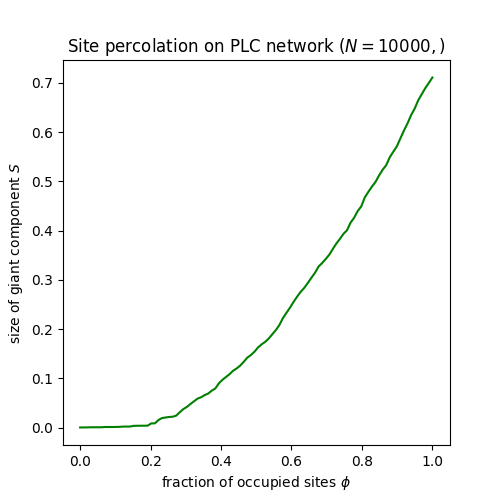 Site percolation on PLC network (N = 10000, )
0.7
0.6
0.5
0.4
0.3
0.2
0.1
0.0
size of giant component S
0.0 0.2 0.4 0.6 0.8 1.0
fraction of occupied sites ϕ